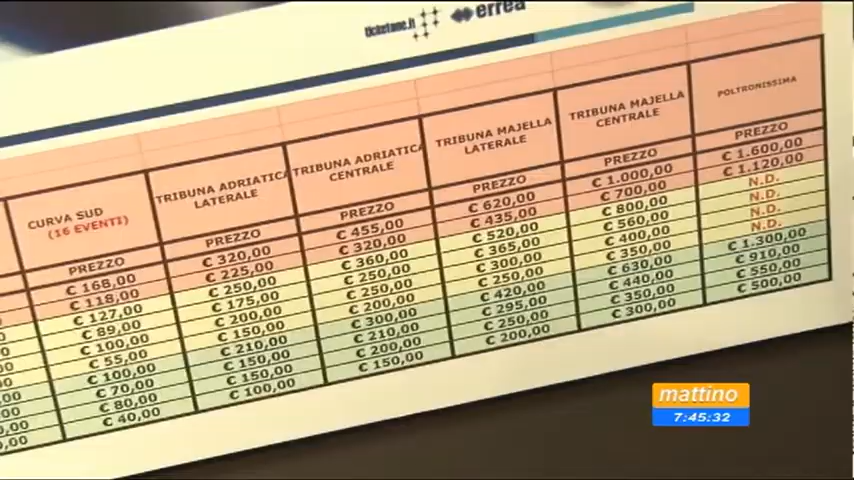 ticketone.it errea
CURVA SUD TRIBUNA ADRIATICA TRIBUNA ADRIATICA TRIBUNA MAJELLA TRIBUNA MAJELLA POLTRONISSIMA
(16 EVENTI) LATERALE CENTRALE LATERALE CENTRALE
PREZZO PREZZO PREZZO PREZZO PREZZO PREZZO
€ 168,00 € 320,00 € 455,00 € 620,00 € 1.000,00 € 1.600,00
€ 118,00 € 225,00 € 320,00 € 435,00 € 700,00 € 1.120,00
€ 127,00 € 250,00 € 360,00 € 520,00 € 800,00 N.D.
€ 89,00 € 175,00 € 250,00 € 365,00 € 560,00 N.D.
€ 100,00 € 200,00 € 250,00 € 300,00 € 400,00 N.D.
€ 55,00 € 150,00 € 200,00 € 250,00 € 350,00 N.D.
€ 100,00 € 210,00 € 300,00 € 420,00 € 630,00 € 1.300,00
€ 70,00 € 150,00 € 210,00 € 295,00 € 440,00 € 910,00
€ 80,00 € 150,00 € 200,00 € 250,00 € 350,00 € 550,00
€ 40,00 € 100,00 € 150,00 € 200,00 € 300,00 € 500,00
mattino
7:45:32